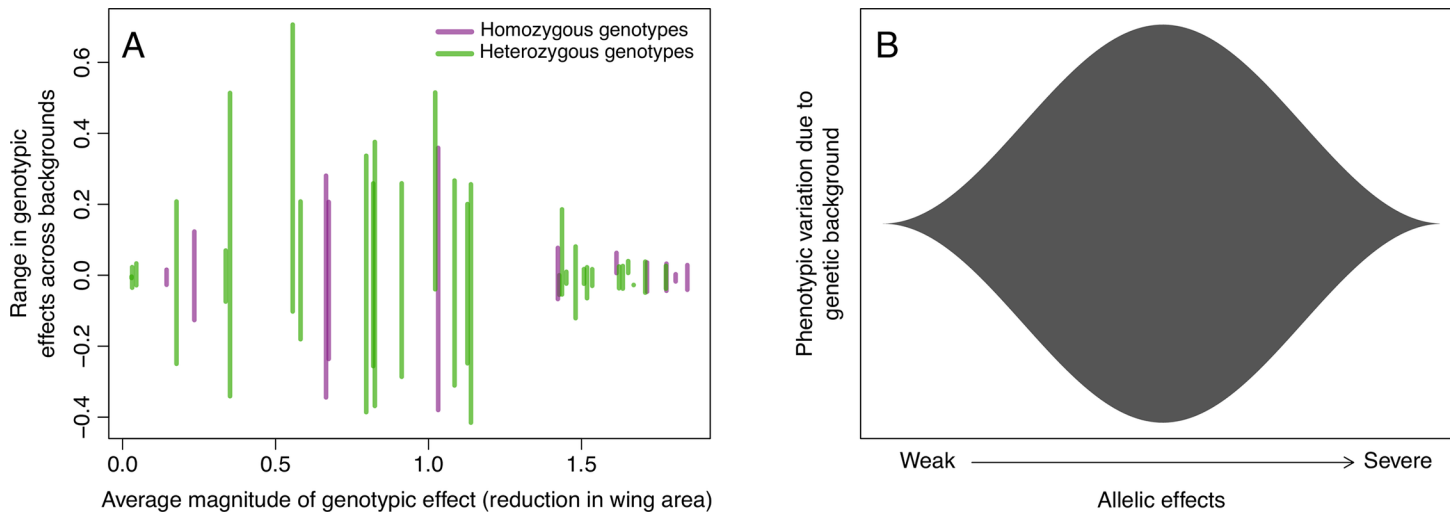 A
Homozygous genotypes
Heterozygous genotypes
Range in genotypic
effects across backgrounds
0.6
0.4
0.2
0.0
−0.2
−0.4
0.0 0.5 1.0 1.5
Average magnitude of genotypic effect (reduction in wing area)
B
Phenotypic variation due to
genetic background
Weak Severe
Allelic effects